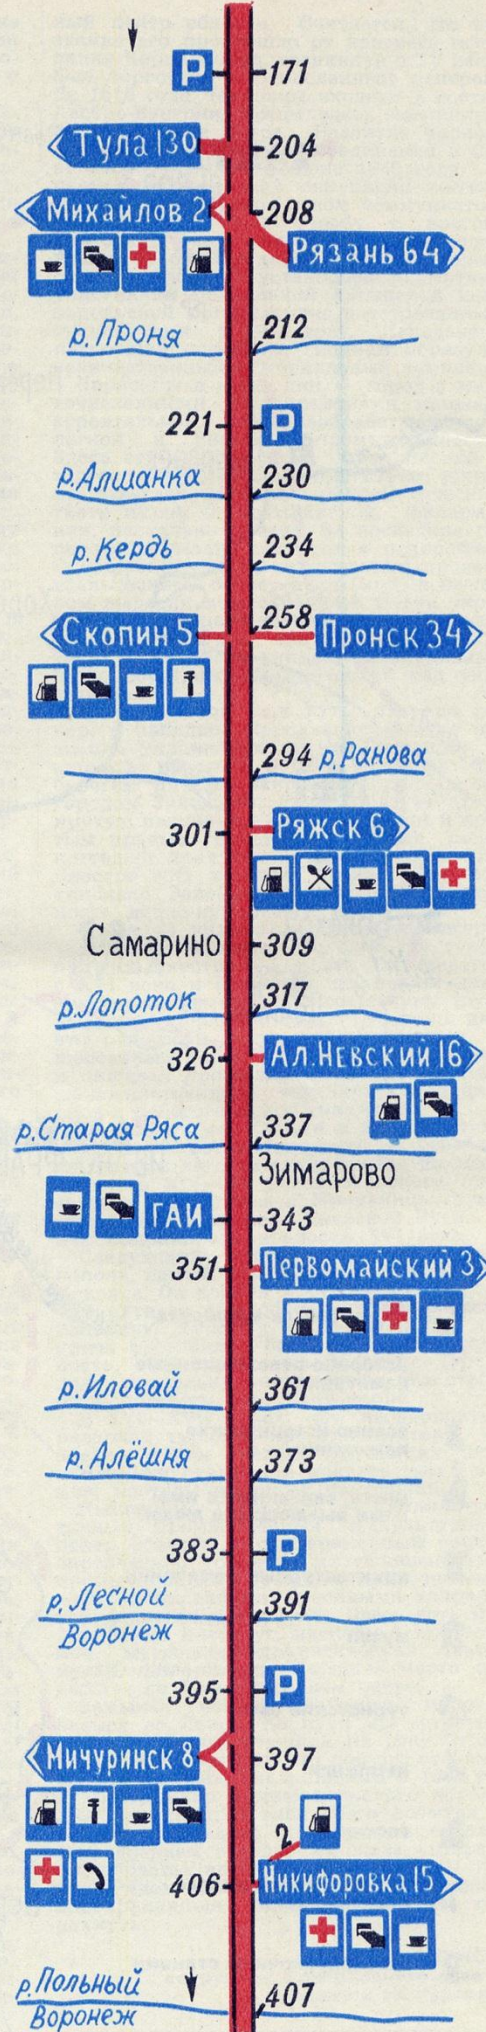 P 171
Тула 130 204
Михайлов 2 208
Рязань 64
р. Проня 212
221 P
р. Алшанка 230
р. Кердь 234
Скопин 5 258 Пронск 34
294 р. Ранова
301 Ряжск 6
Самарино 309
р. Лапоток 317
326 Ал. Невский 16
р. Старая Ряса 337
Зимарово
ГАИ 343
351 Первомайский 3
р. Иловай 361
р. Алёшня 373
383 P
р. Лесной 391
Воронеж
395 P
Мичуринск 8 397
2
406 Никифоровка 15
р. Польный 407
Воронеж